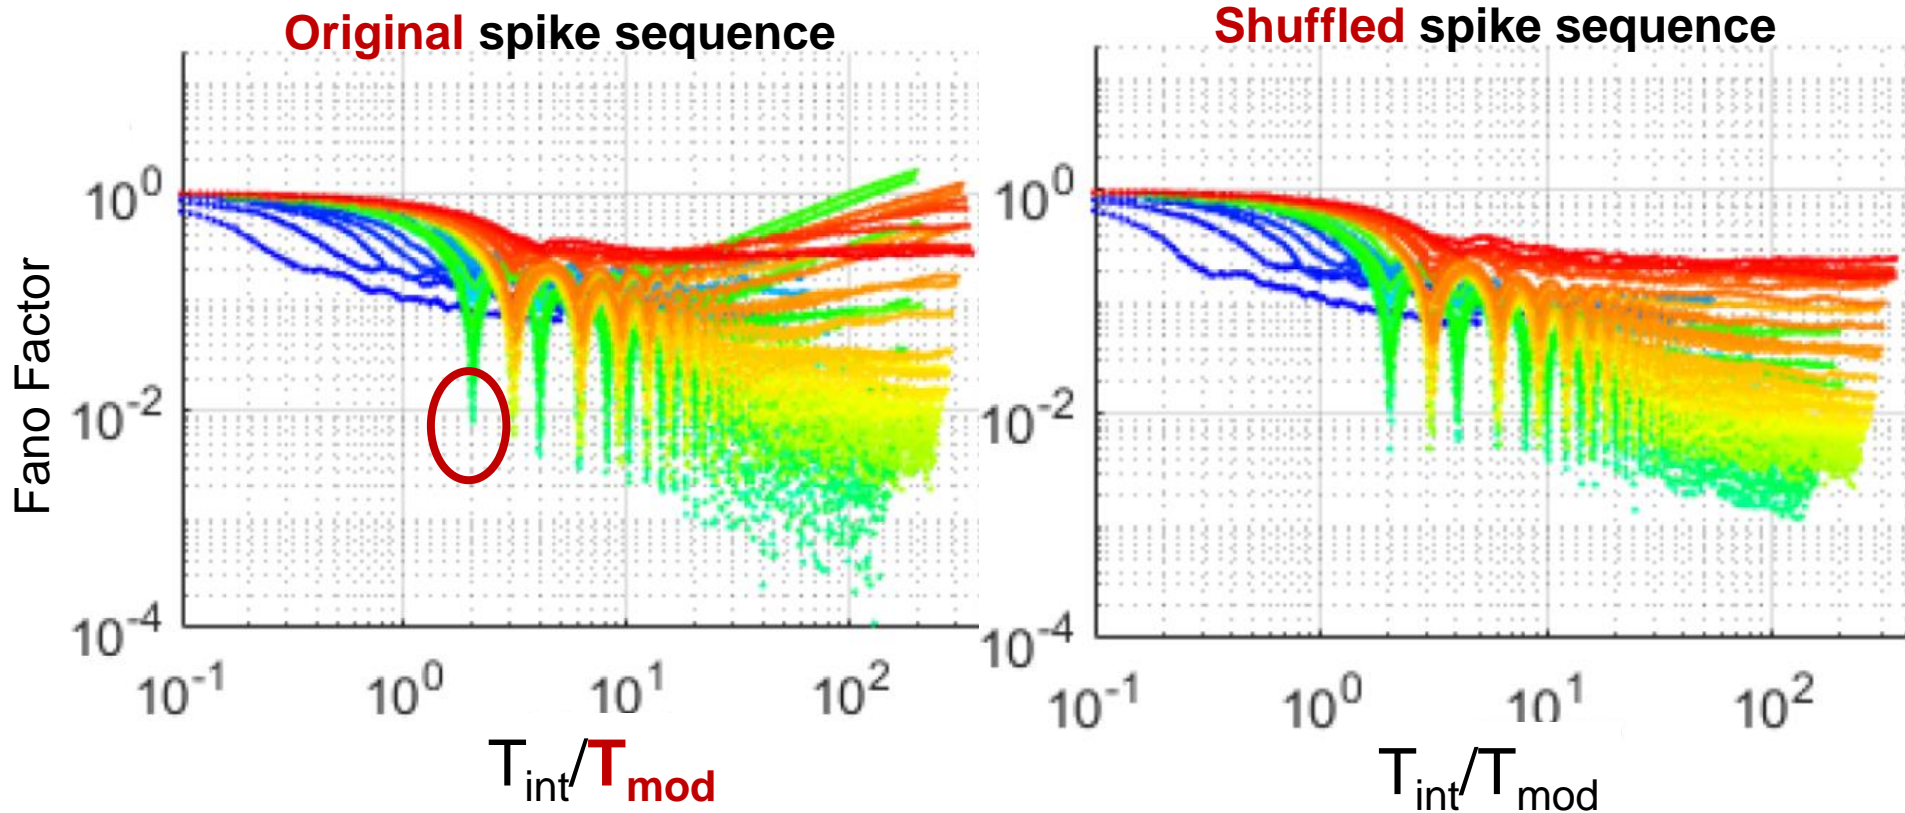 Original spike sequence
Fano Factor
10^0
10^-2
10^-4
10^-1
10^0
10^1
10^2
T_int/T_mod
Shuffled spike sequence
10^0
10^-2
10^-4
10^-1
10^0
10^1
10^2
T_int/T_mod